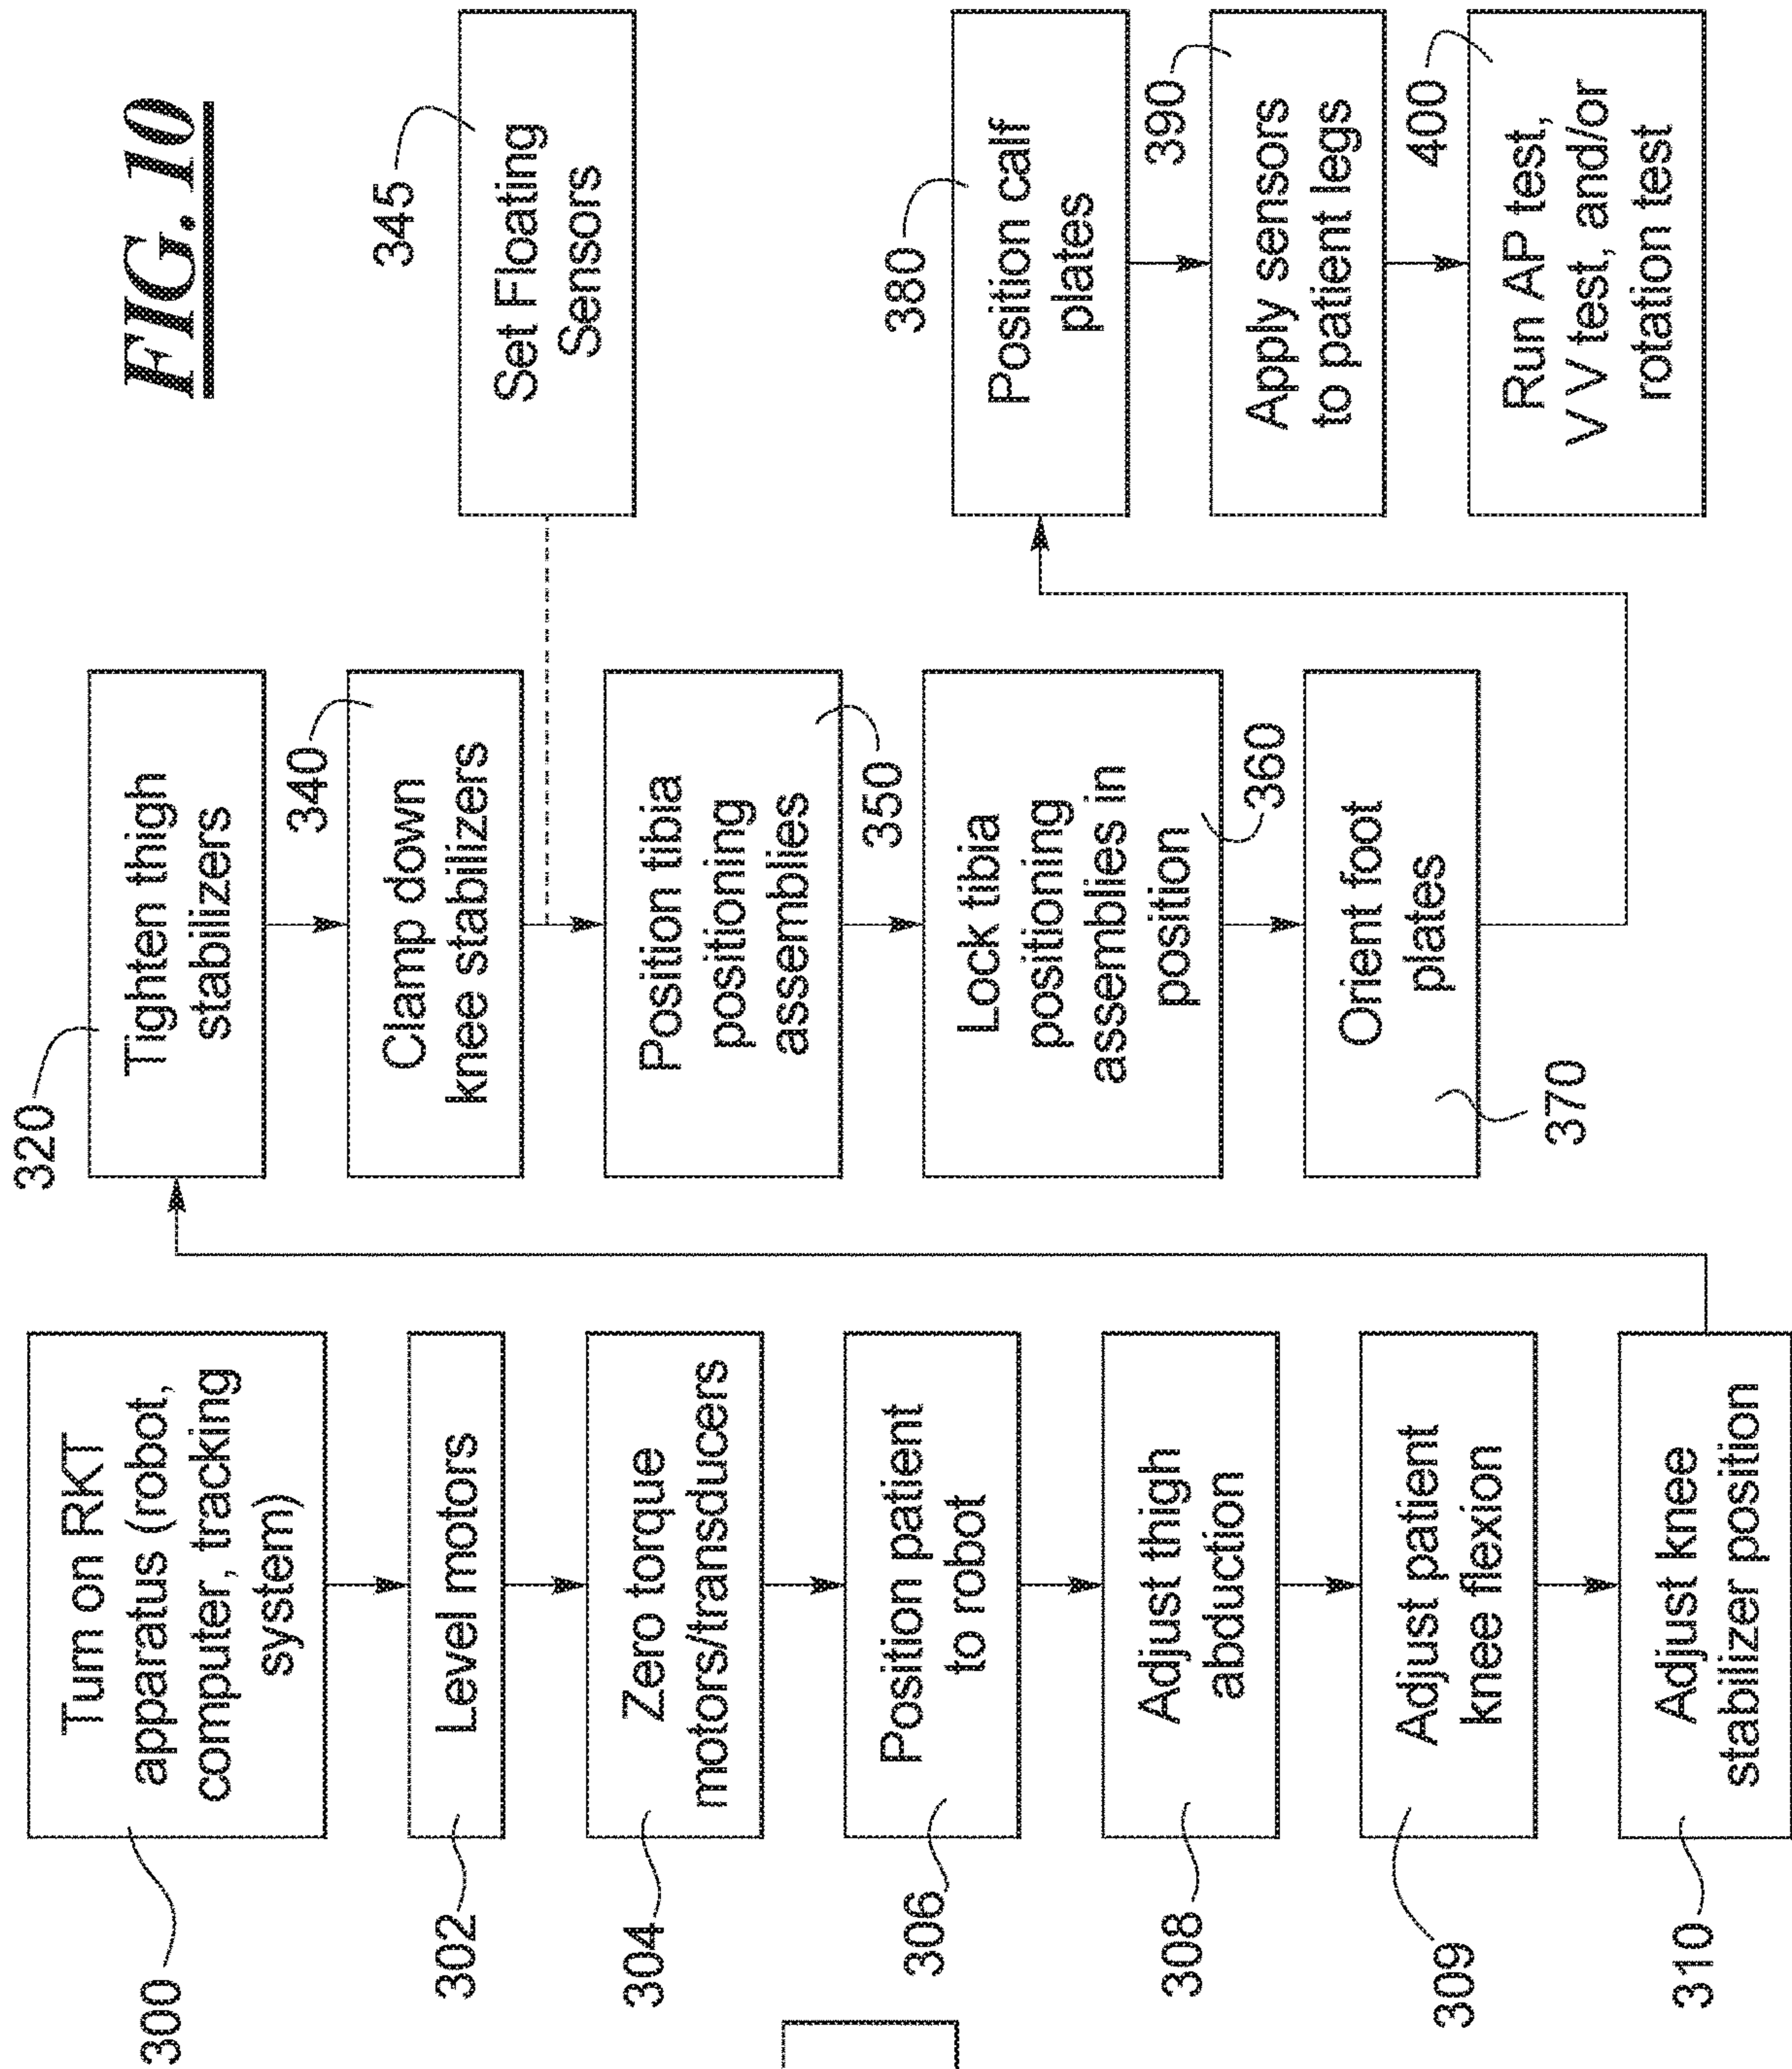 FIG. 10
300
Turn on RKT
apparatus (robot,
computer, tracking
system)
302
Level motors
304
Zero torque
motors/transducers
306
Position patient
to robot
308
Adjust thigh
abduction
309
Adjust patient
knee flexion
310
Adjust knee
stabilizer position
320
Tighten thigh
stabilizers
340
Clamp down
knee stabilizers
345
Set Floating
Sensors
350
Position tibia
positioning
assemblies
360
Lock tibia
positioning
assemblies in
position
370
Orient foot
plates
380
Position calf
plates
390
Apply sensors
to patient legs
400
Run AP test,
V V test, and/or
rotation test